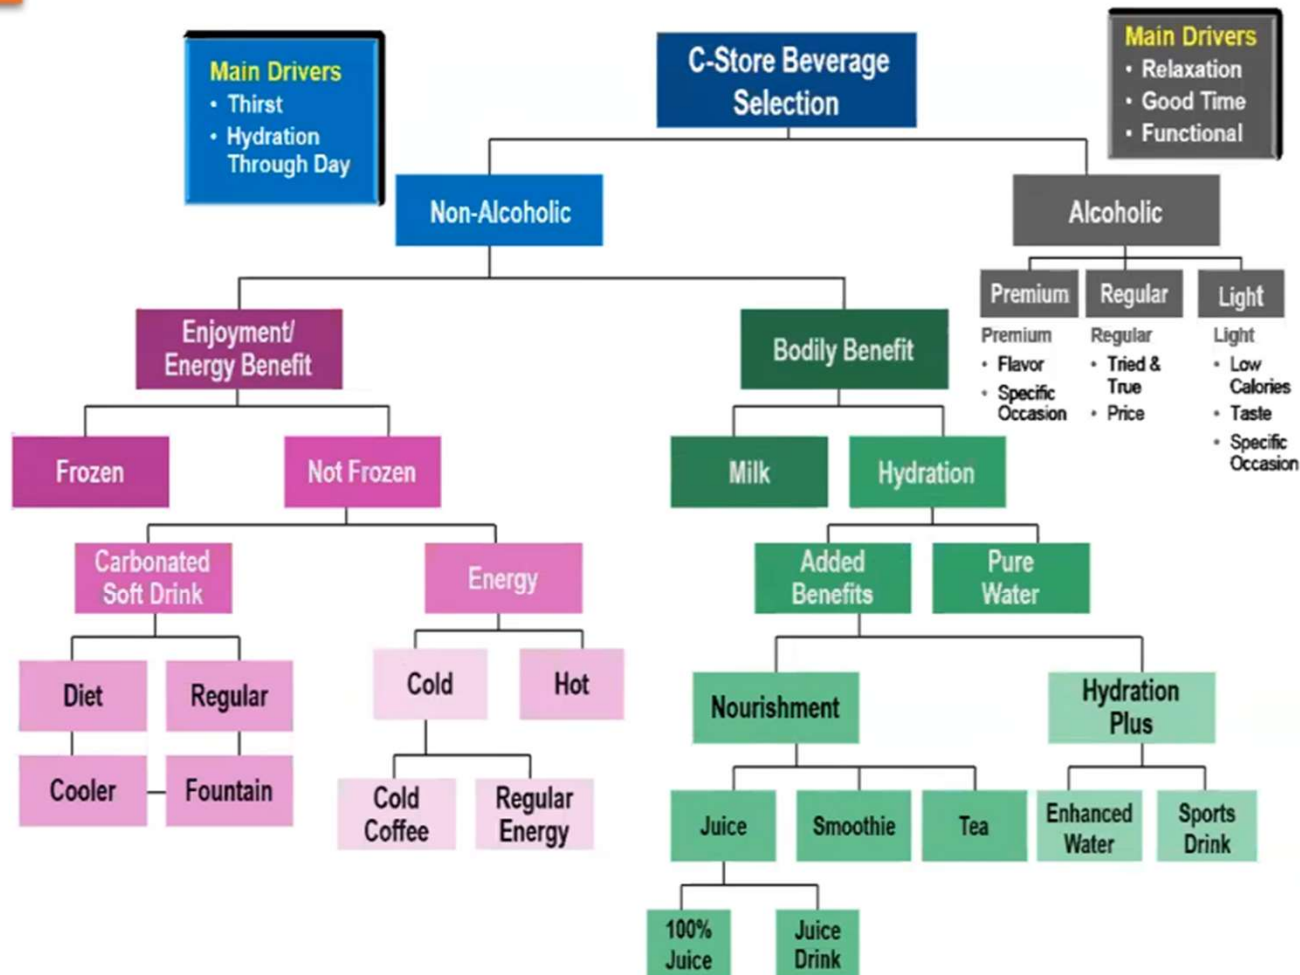 Main Drivers
• Thirst
• Hydration
Through Day
C-Store Beverage
Selection
Main Drivers
• Relaxation
• Good Time
• Functional
Non-Alcoholic
Alcoholic
Premium
Regular
Light
Premium
• Flavor
• Specific
Occasion
Regular
• Tried &
True
• Price
Light
• Low
Calories
• Taste
• Specific
Occasion
Enjoyment/
Energy Benefit
Bodily Benefit
Frozen
Not Frozen
Milk
Hydration
Carbonated
Soft Drink
Energy
Added
Benefits
Pure
Water
Diet
Regular
Cold
Hot
Nourishment
Hydration
Plus
Cooler
Fountain
Cold
Coffee
Regular
Energy
Juice
Smoothie
Tea
Enhanced
Water
Sports
Drink
100%
Juice
Juice
Drink